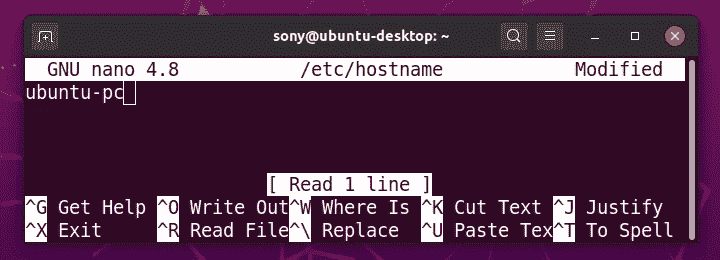 sony@ubuntu-desktop: ~
GNU nano 4.8 /etc/hostname Modified
ubuntu-pc
[ Read 1 line ]
^G Get Help ^O Write Out^W Where Is ^K Cut Text ^J Justify
^X Exit ^R Read File^\ Replace ^U Paste Tex^T To Spell